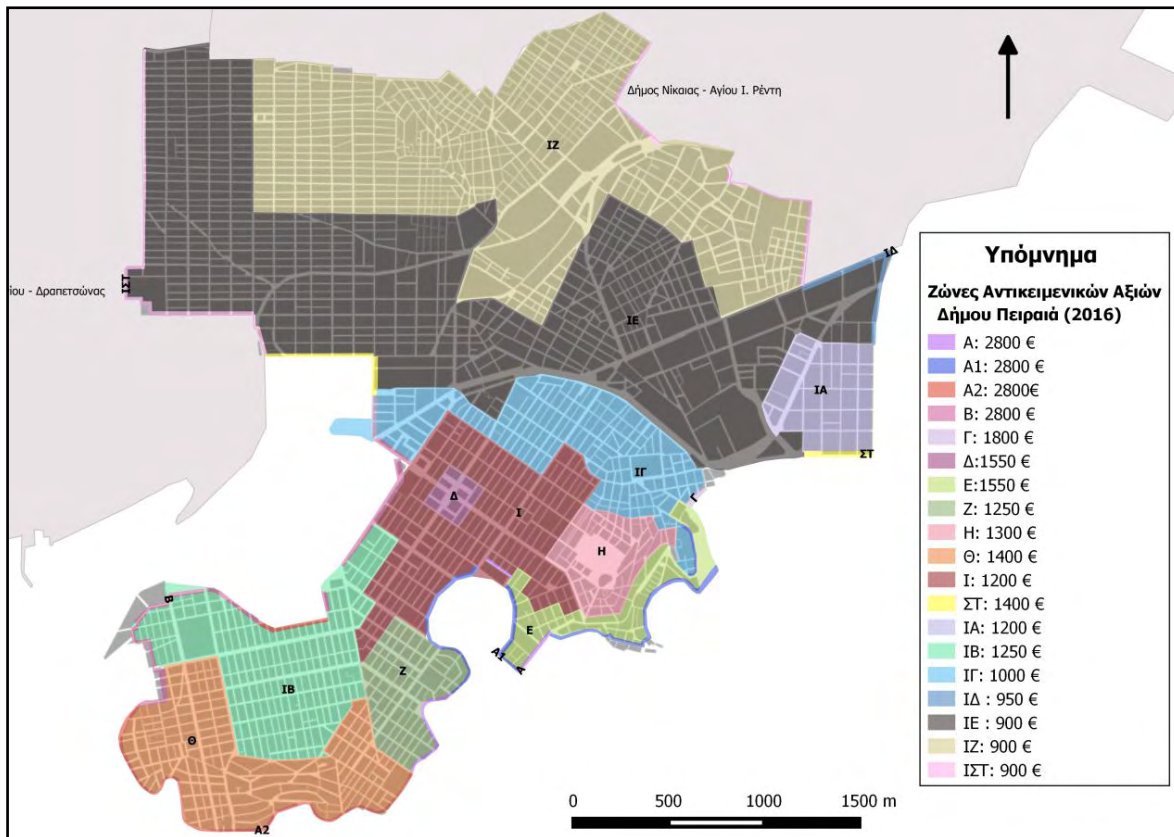 Δήμος Νίκαιας - Αγίου Ι. Ρέντη
ΙΖ
ΙΔ
ΙΣΤ
ίου - Δραπετσώνας
ΙΕ
ΙΑ
ΣΤ
ΙΓ
Γ
Δ
Ι
Η
Β
Ε
Α1
Α
Ζ
ΙΒ
Θ
Α2
0 500 1000 1500 m
Υπόμνημα
Ζώνες Αντικειμενικών Αξιών
Δήμου Πειραιά (2016)
Α: 2800 €
Α1: 2800 €
Α2: 2800€
Β: 2800 €
Γ: 1800 €
Δ:1550 €
Ε:1550 €
Ζ: 1250 €
Η: 1300 €
Θ: 1400 €
Ι: 1200 €
ΣΤ: 1400 €
ΙΑ: 1200 €
ΙΒ: 1250 €
ΙΓ: 1000 €
ΙΔ : 950 €
ΙΕ: 900 €
ΙΖ: 900 €
ΙΣΤ: 900 €